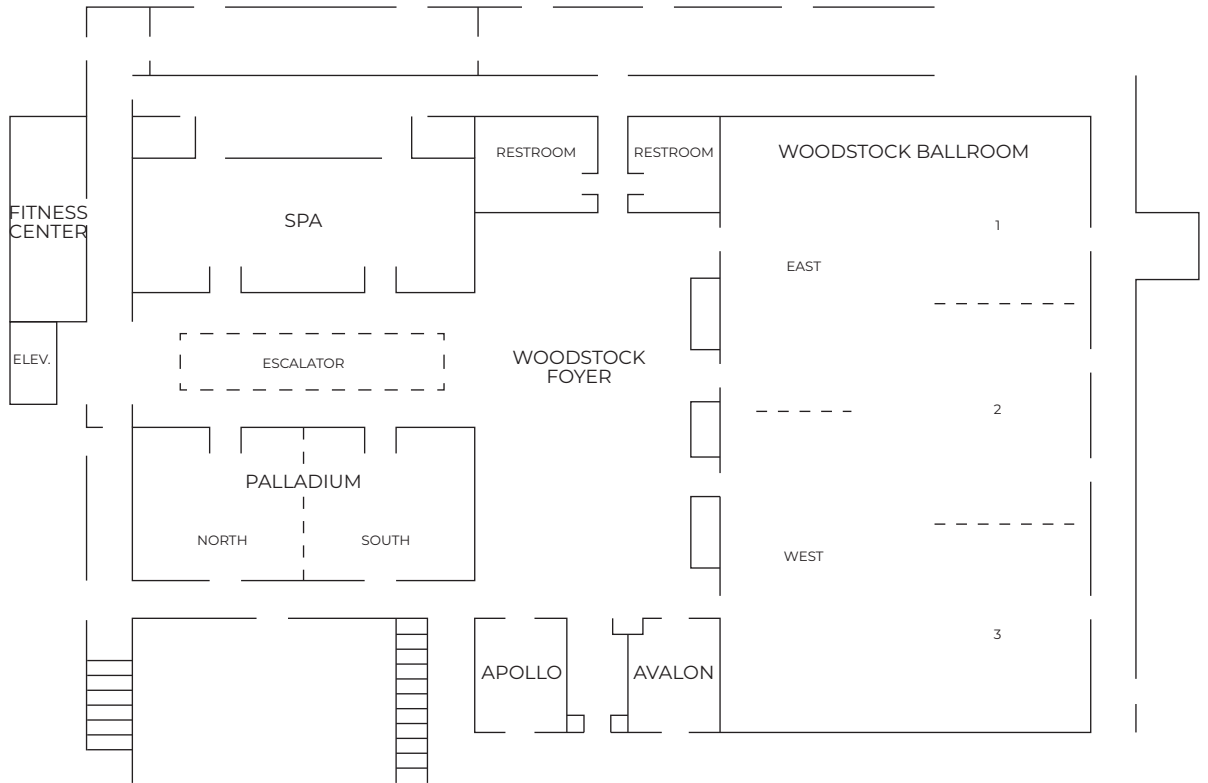 RESTROOM
RESTROOM
WOODSTOCK BALLROOM
FITNESS
CENTER
SPA
1
EAST
ELEV.
ESCALATOR
WOODSTOCK
FOYER
2
PALLADIUM
NORTH
SOUTH
WEST
3
APOLLO
AVALON